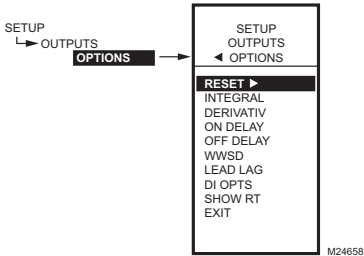 SETUP
OUTPUTS
OPTIONS
SETUP
OUTPUTS
◄ OPTIONS
RESET ►
INTEGRAL
DERIVATIV
ON DELAY
OFF DELAY
WWSD
LEAD LAG
DI OPTS
SHOW RT
EXIT
M24658